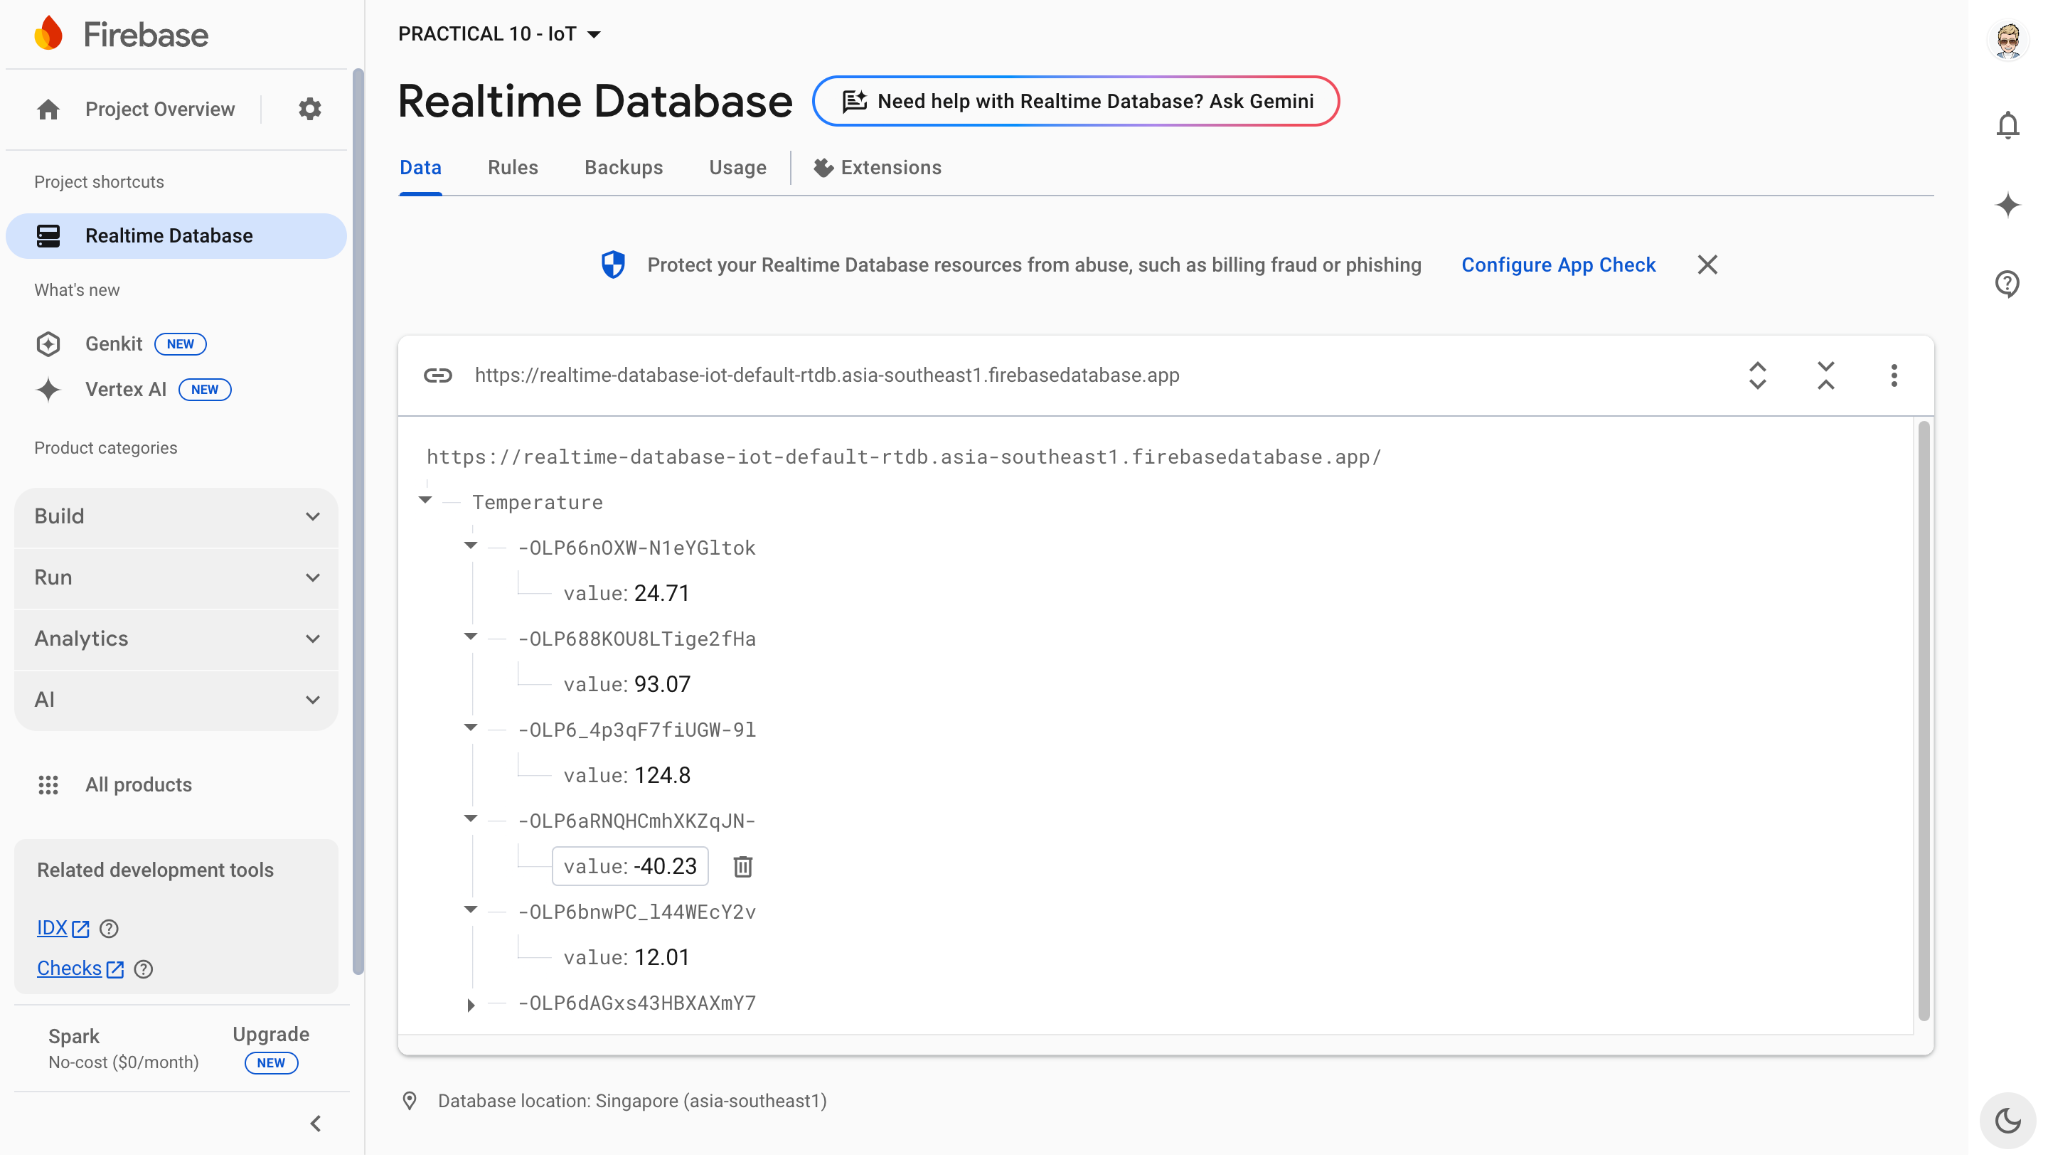 Firebase
Project Overview
Project shortcuts
Realtime Database
What's new
Genkit NEW
Vertex AI NEW
Product categories
Build
Run
Analytics
AI
All products
Related development tools
IDX
Checks
Spark
No-cost ($0/month)
Upgrade
NEW
PRACTICAL 10 - IoT
Realtime Database
Need help with Realtime Database? Ask Gemini
Data Rules Backups Usage Extensions
Protect your Realtime Database resources from abuse, such as billing fraud or phishing Configure App Check
https://realtime-database-iot-default-rtdb.asia-southeast1.firebasedatabase.app
https://realtime-database-iot-default-rtdb.asia-southeast1.firebasedatabase.app/
Temperature
-OLP66nOXW-N1eYGltok
value: 24.71
-OLP688KOU8LTige2fHa
value: 93.07
-OLP6_4p3qF7fiUGW-9l
value: 124.8
-OLP6aRNQHCmhXKZqJN-
value: -40.23
-OLP6bnwPC_l44WEcY2v
value: 12.01
-OLP6dAGxs43HBXAXmY7
Database location: Singapore (asia-southeast1)